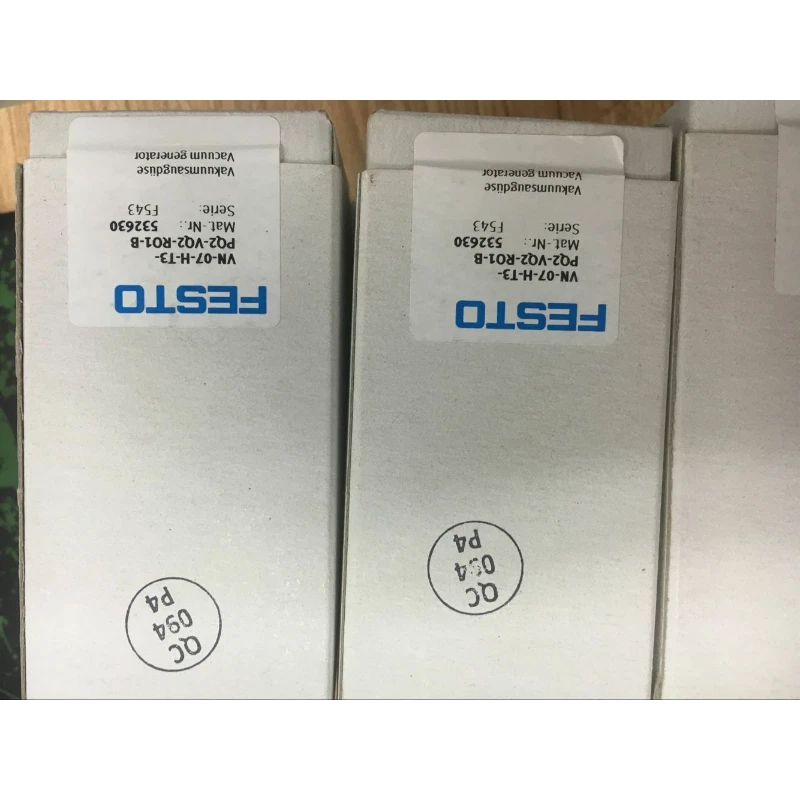 FESTO
VN-07-H-T3-
PQ2-VQ2-RO1-B
Mat.-Nr.: 532630
Serie: F543
Vakuumsaugdüse
Vacuum generator
QC
094
P4
FESTO
VN-07-H-T3-
PQ2-VQ2-RO1-B
Mat.-Nr.: 532630
Serie: F543
Vakuumsaugdüse
Vacuum generator
QC
094
P4